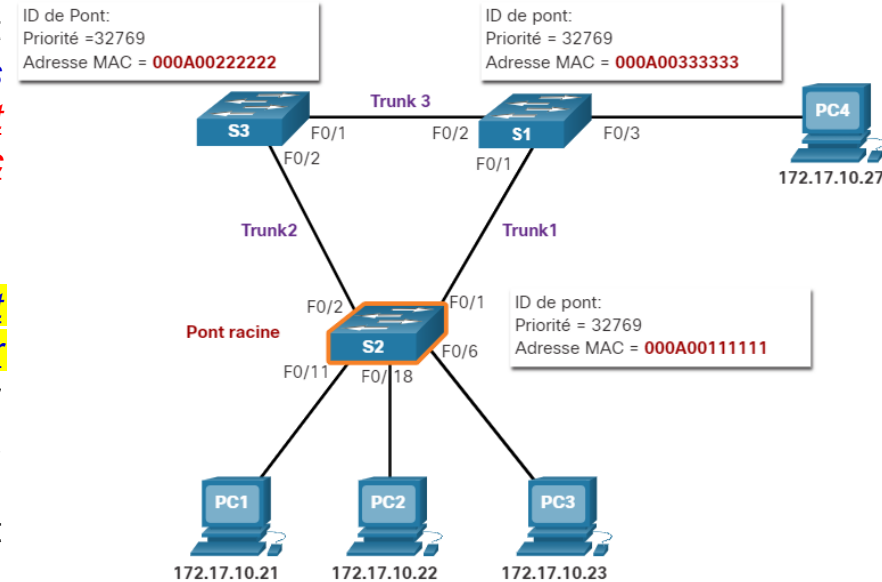 ID de Pont:
Priorité =32769
Adresse MAC = 000A00222222
ID de pont:
Priorité = 32769
Adresse MAC = 000A00333333
Trunk 3
S3
F0/1
F0/2
S1
F0/3
PC4
F0/2
F0/1
172.17.10.27
Trunk2
Trunk1
F0/2
F0/1
ID de pont:
Priorité = 32769
Adresse MAC = 000A00111111
Pont racine
S2
F0/6
F0/11
F0/18
PC1
PC2
PC3
172.17.10.21
172.17.10.22
172.17.10.23